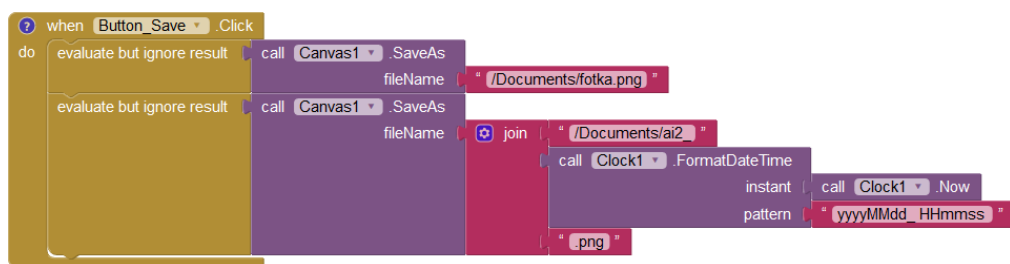 ? when Button_Save .Click
do evaluate but ignore result call Canvas1 .SaveAs
fileName " /Documents/fotka.png "
evaluate but ignore result call Canvas1 .SaveAs
fileName join " /Documents/ai2_ "
call Clock1 .FormatDateTime
instant call Clock1 .Now
pattern " yyyyMMdd_HHmmss "
" .png "